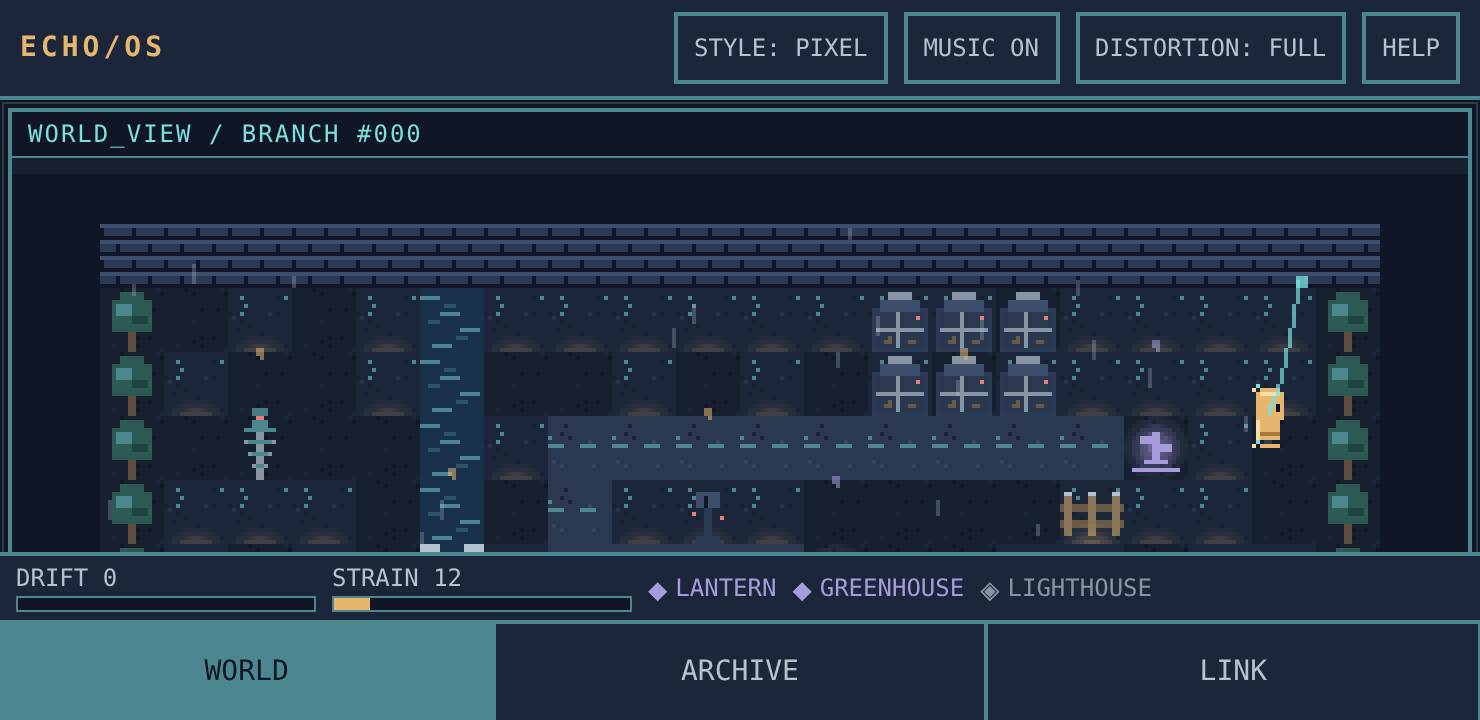 ECHO/OS
STYLE: PIXEL
MUSIC ON
DISTORTION: FULL
HELP
WORLD_VIEW / BRANCH #000
DRIFT 0
STRAIN 12
LANTERN
GREENHOUSE
LIGHTHOUSE
WORLD
ARCHIVE
LINK